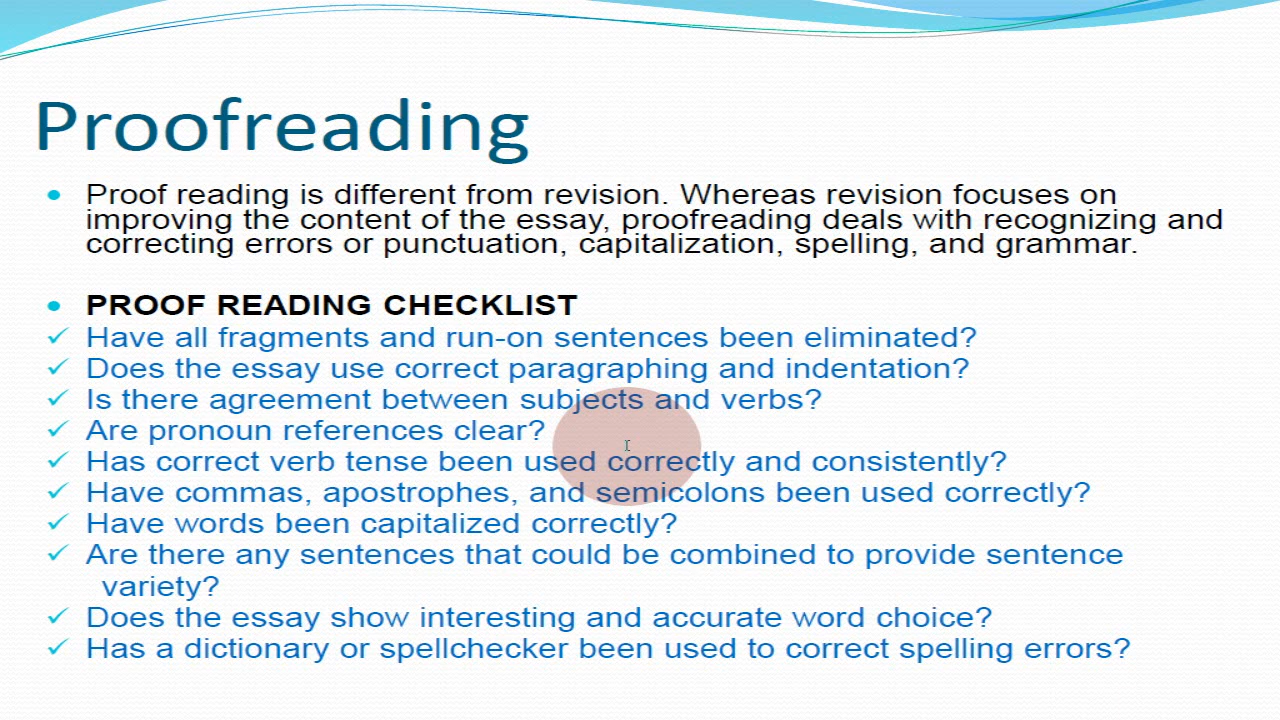 Proofreading
Proof reading is different from revision. Whereas revision focuses on
improving the content of the essay, proofreading deals with recognizing and
correcting errors or punctuation, capitalization, spelling, and grammar.
PROOF READING CHECKLIST
Have all fragments and run-on sentences been eliminated?
Does the essay use correct paragraphing and indentation?
Is there agreement between subjects and verbs?
Are pronoun references clear?
Has correct verb tense been used correctly and consistently?
Have commas, apostrophes, and semicolons been used correctly?
Have words been capitalized correctly?
Are there any sentences that could be combined to provide sentence
variety?
Does the essay show interesting and accurate word choice?
Has a dictionary or spellchecker been used to correct spelling errors?